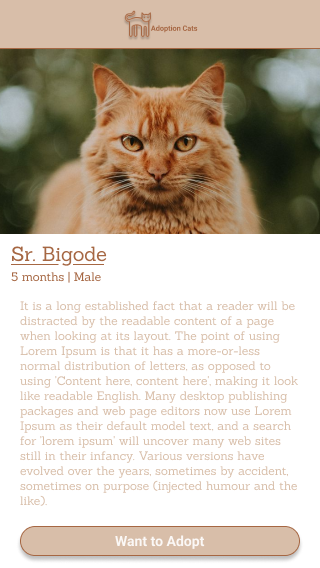 Adoption Cats
Sr. Bigode
5 months | Male
It is a long established fact that a reader will be
distracted by the readable content of a page
when looking at its layout. The point of using
Lorem Ipsum is that it has a more-or-less
normal distribution of letters, as opposed to
using 'Content here, content here', making it look
like readable English. Many desktop publishing
packages and web page editors now use Lorem
Ipsum as their default model text, and a search
for 'lorem ipsum' will uncover many web sites
still in their infancy. Various versions have
evolved over the years, sometimes by accident,
sometimes on purpose (injected humour and the
like).
Want to Adopt